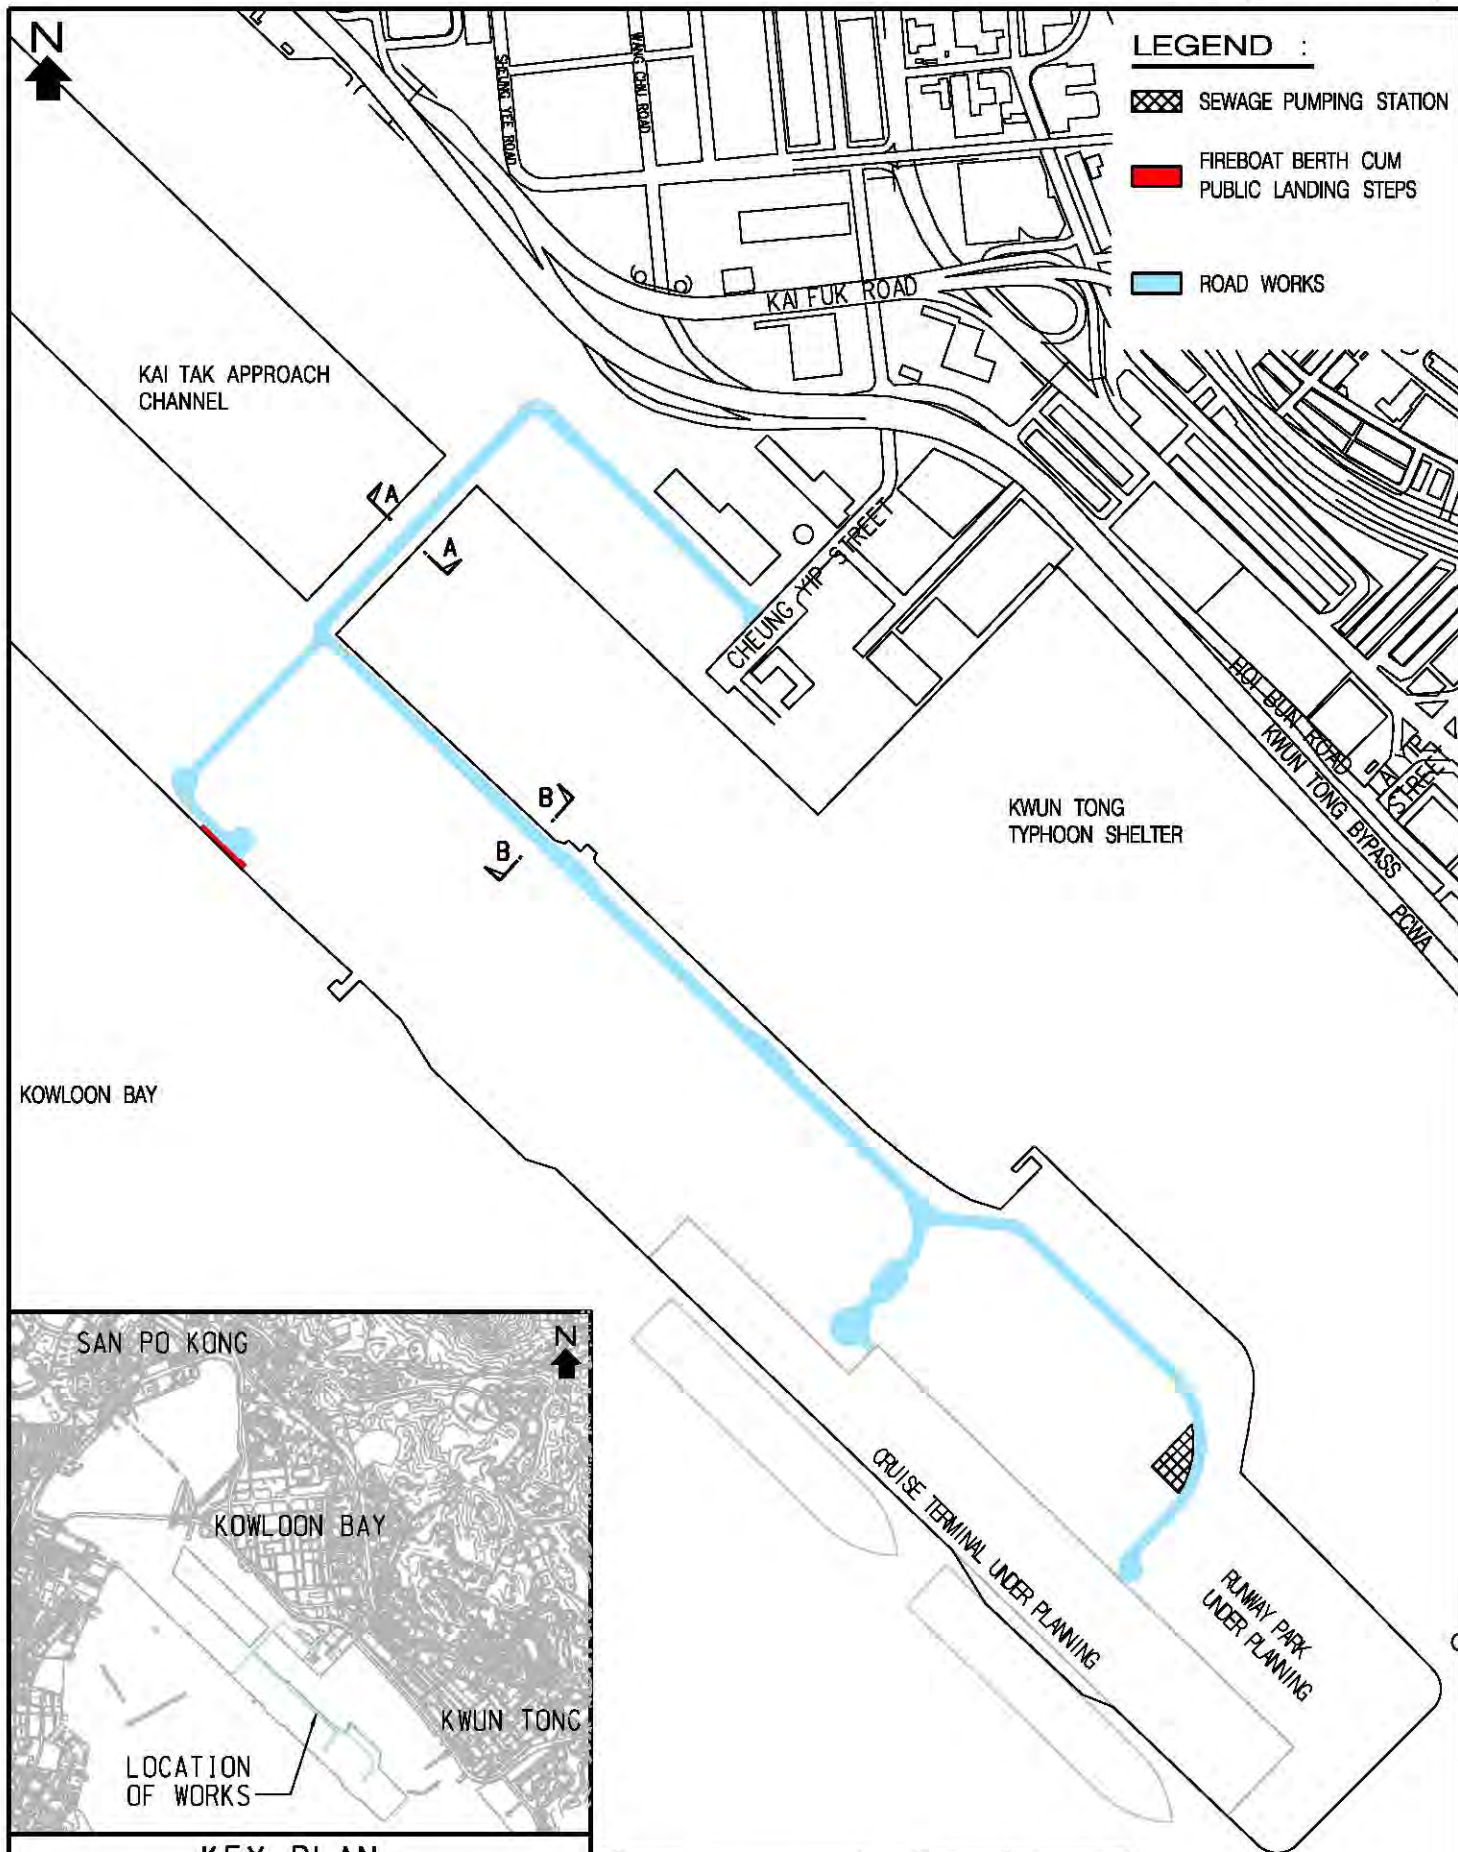 N
LEGEND :
SEWAGE PUMPING STATION
FIREBOAT BERTH CUM
PUBLIC LANDING STEPS
ROAD WORKS
SHEUNG YEE ROAD
WANG CHIU ROAD
KAI FUK ROAD
KAI TAK APPROACH
CHANNEL
A
A
CHEUNG YIP STREET
HOI BUN ROAD
KWUN TONG BYPASS
PCWA
STREET
B
B
KWUN TONG
TYPHOON SHELTER
KOWLOON BAY
CRUISE TERMINAL UNDER PLANNING
RUNWAY PARK
UNDER PLANNING
SAN PO KONG
N
KOWLOON BAY
KWUN TONG
LOCATION
OF WORKS
KEY PLAN